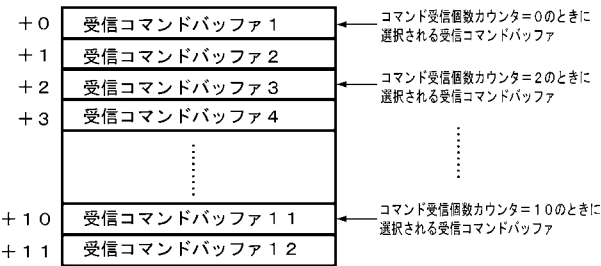 +0 受信コマンドバッファ1
コマンド受信個数カウンター=0のときに
選択される受信コマンドバッファ
+1 受信コマンドバッファ2
+2 受信コマンドバッファ3
コマンド受信個数カウンター=2のときに
選択される受信コマンドバッファ
+3 受信コマンドバッファ4
+10 受信コマンドバッファ11
コマンド受信個数カウンター=10のときに
選択される受信コマンドバッファ
+11 受信コマンドバッファ12